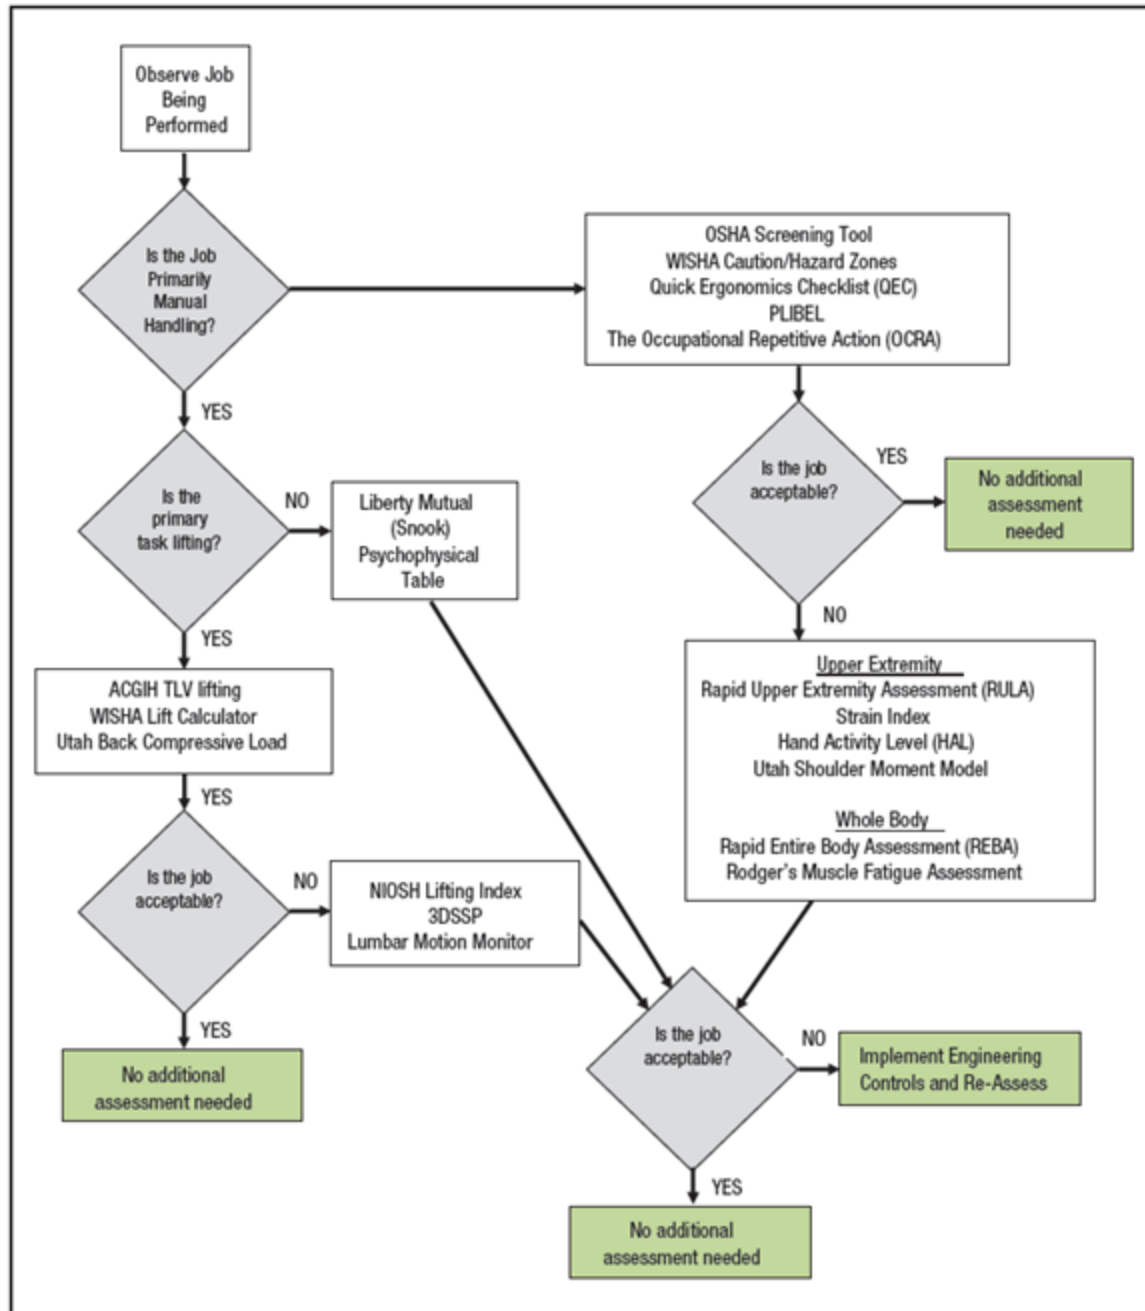 Observe Job
Being
Performed
Is the Job
Primarily
Manual
Handling?
OSHA Screening Tool
WISHA Caution/Hazard Zones
Quick Ergonomics Checklist (QEC)
PLIBEL
The Occupational Repetitive Action (OCRA)
YES
Is the job
acceptable?
YES
No additional
assessment
needed
Is the
primary
task lifting?
NO
Liberty Mutual
(Snook)
Psychophysical
Table
NO
YES
Upper Extremity
Rapid Upper Extremity Assessment (RULA)
Strain Index
Hand Activity Level (HAL)
Utah Shoulder Moment Model
Whole Body
Rapid Entire Body Assessment (REBA)
Rodger's Muscle Fatigue Assessment
ACGIH TLV lifting
WISHA Lift Calculator
Utah Back Compressive Load
YES
Is the job
acceptable?
NO
NIOSH Lifting Index
3DSSP
Lumbar Motion Monitor
YES
No additional
assessment needed
Is the job
acceptable?
NO
Implement Engineering
Controls and Re-Assess
YES
No additional
assessment needed